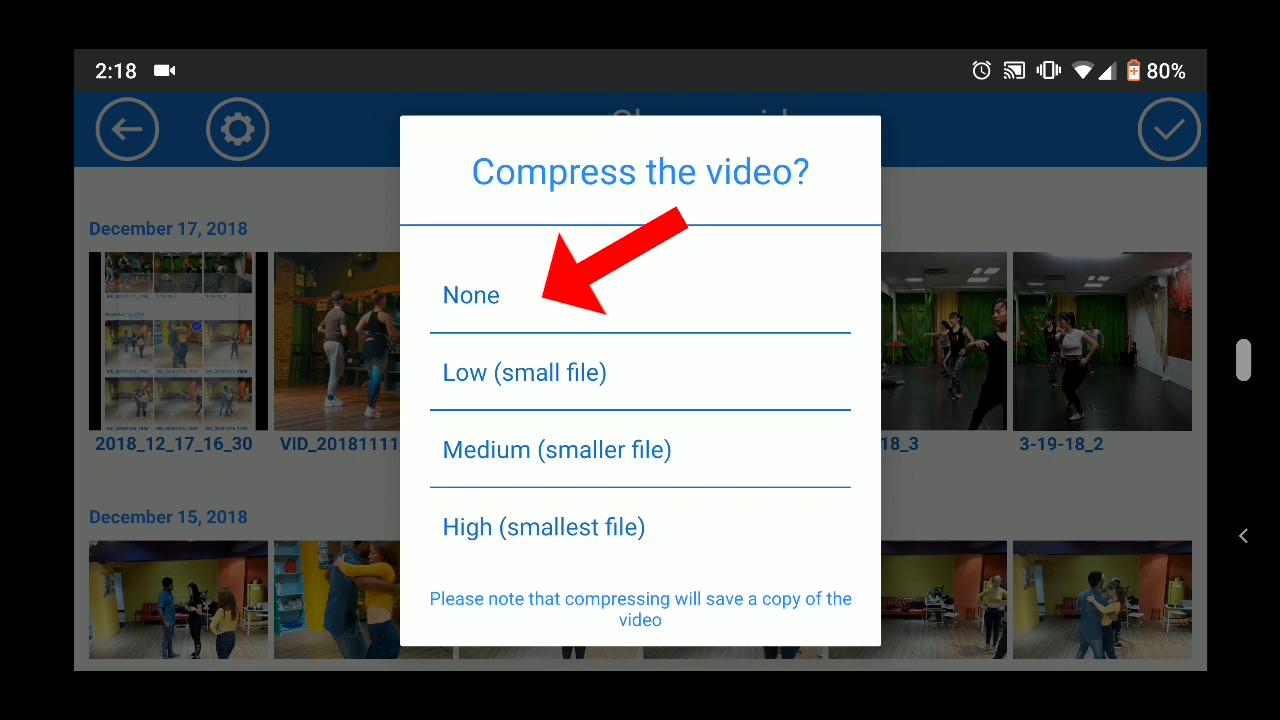 2:18
80%
Compress the video?
December 17, 2018
None
Low (small file)
2018_12_17_16_30
VID_20181111
18_3
3-19-18_2
Medium (smaller file)
December 15, 2018
High (smallest file)
Please note that compressing will save a copy of the
video